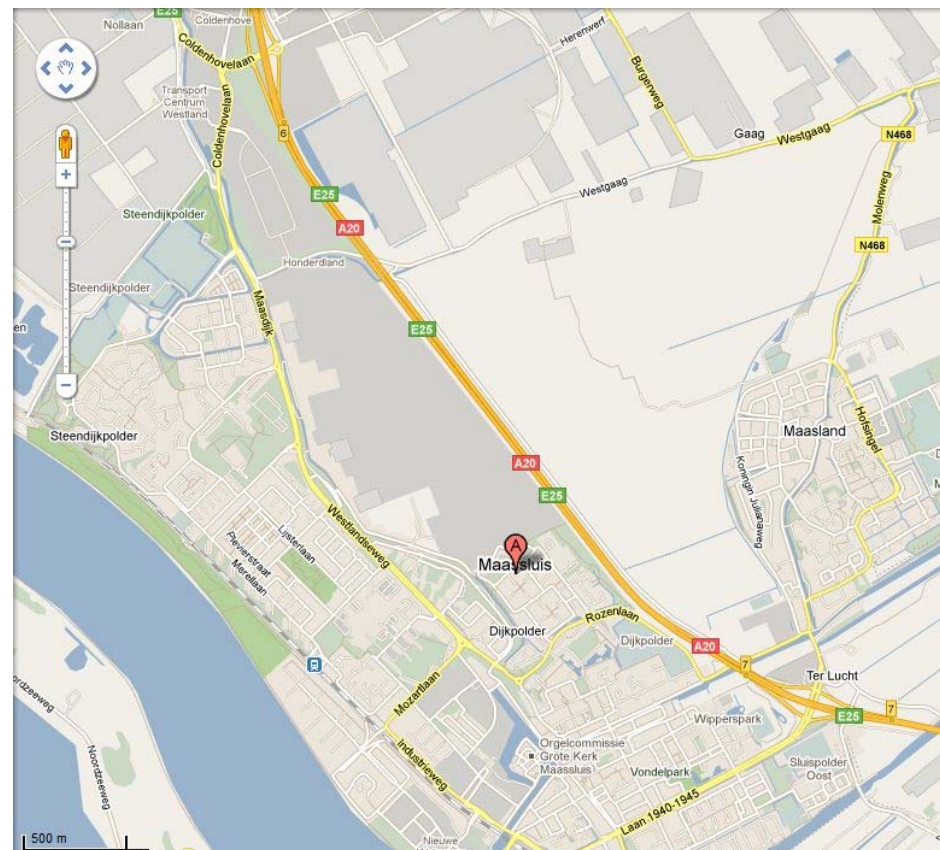 E25
Nollaan
Coldenhove
Coldenhovelaan
Herenwerf
Burgerweg
Transport
Centrum
Westland
Coldenhovelaan
6
Gaag
Westgaag
N468
Westgaag
E25
Molenweg
Steendijkpolder
A20
N468
Honderdland
Steendijkpolder
Maasdijk
en
E25
Hofsingel
Maasland
Steendijkpolder
A20
Koningin Julianaweg
E25
Westlandseweg
Lijsterlaan
Plevierstraat
Merellaan
A
Maassluis
Rozenlaan
Dijkpolder
Dijkpolder
A20
7
Ter Lucht
Mozartlaan
7
E25
Wipperspark
Noordzeeweg
Orgelcommissie
Grote Kerk
Maassluis
Sluispolder
Oost
Vondelpark
Industrieweg
Laan 1940-1945
500 m
Nieuwe